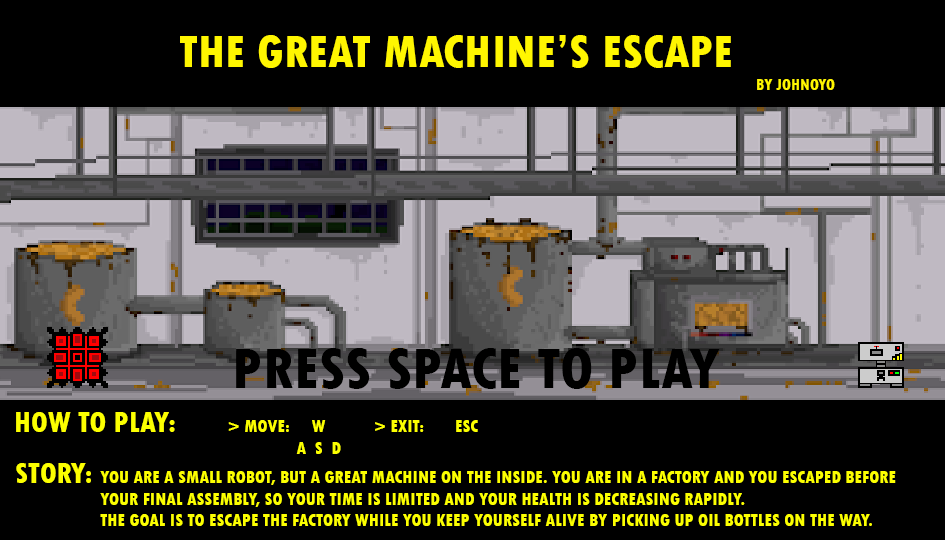 THE GREAT MACHINE'S ESCAPE
BY JOHNOYO
PRESS SPACE TO PLAY
HOW TO PLAY: > MOVE: W > EXIT: ESC
A S D
STORY: YOU ARE A SMALL ROBOT, BUT A GREAT MACHINE ON THE INSIDE. YOU ARE IN A FACTORY AND YOU ESCAPED BEFORE
YOUR FINAL ASSEMBLY, SO YOUR TIME IS LIMITED AND YOUR HEALTH IS DECREASING RAPIDLY.
THE GOAL IS TO ESCAPE THE FACTORY WHILE YOU KEEP YOURSELF ALIVE BY PICKING UP OIL BOTTLES ON THE WAY.